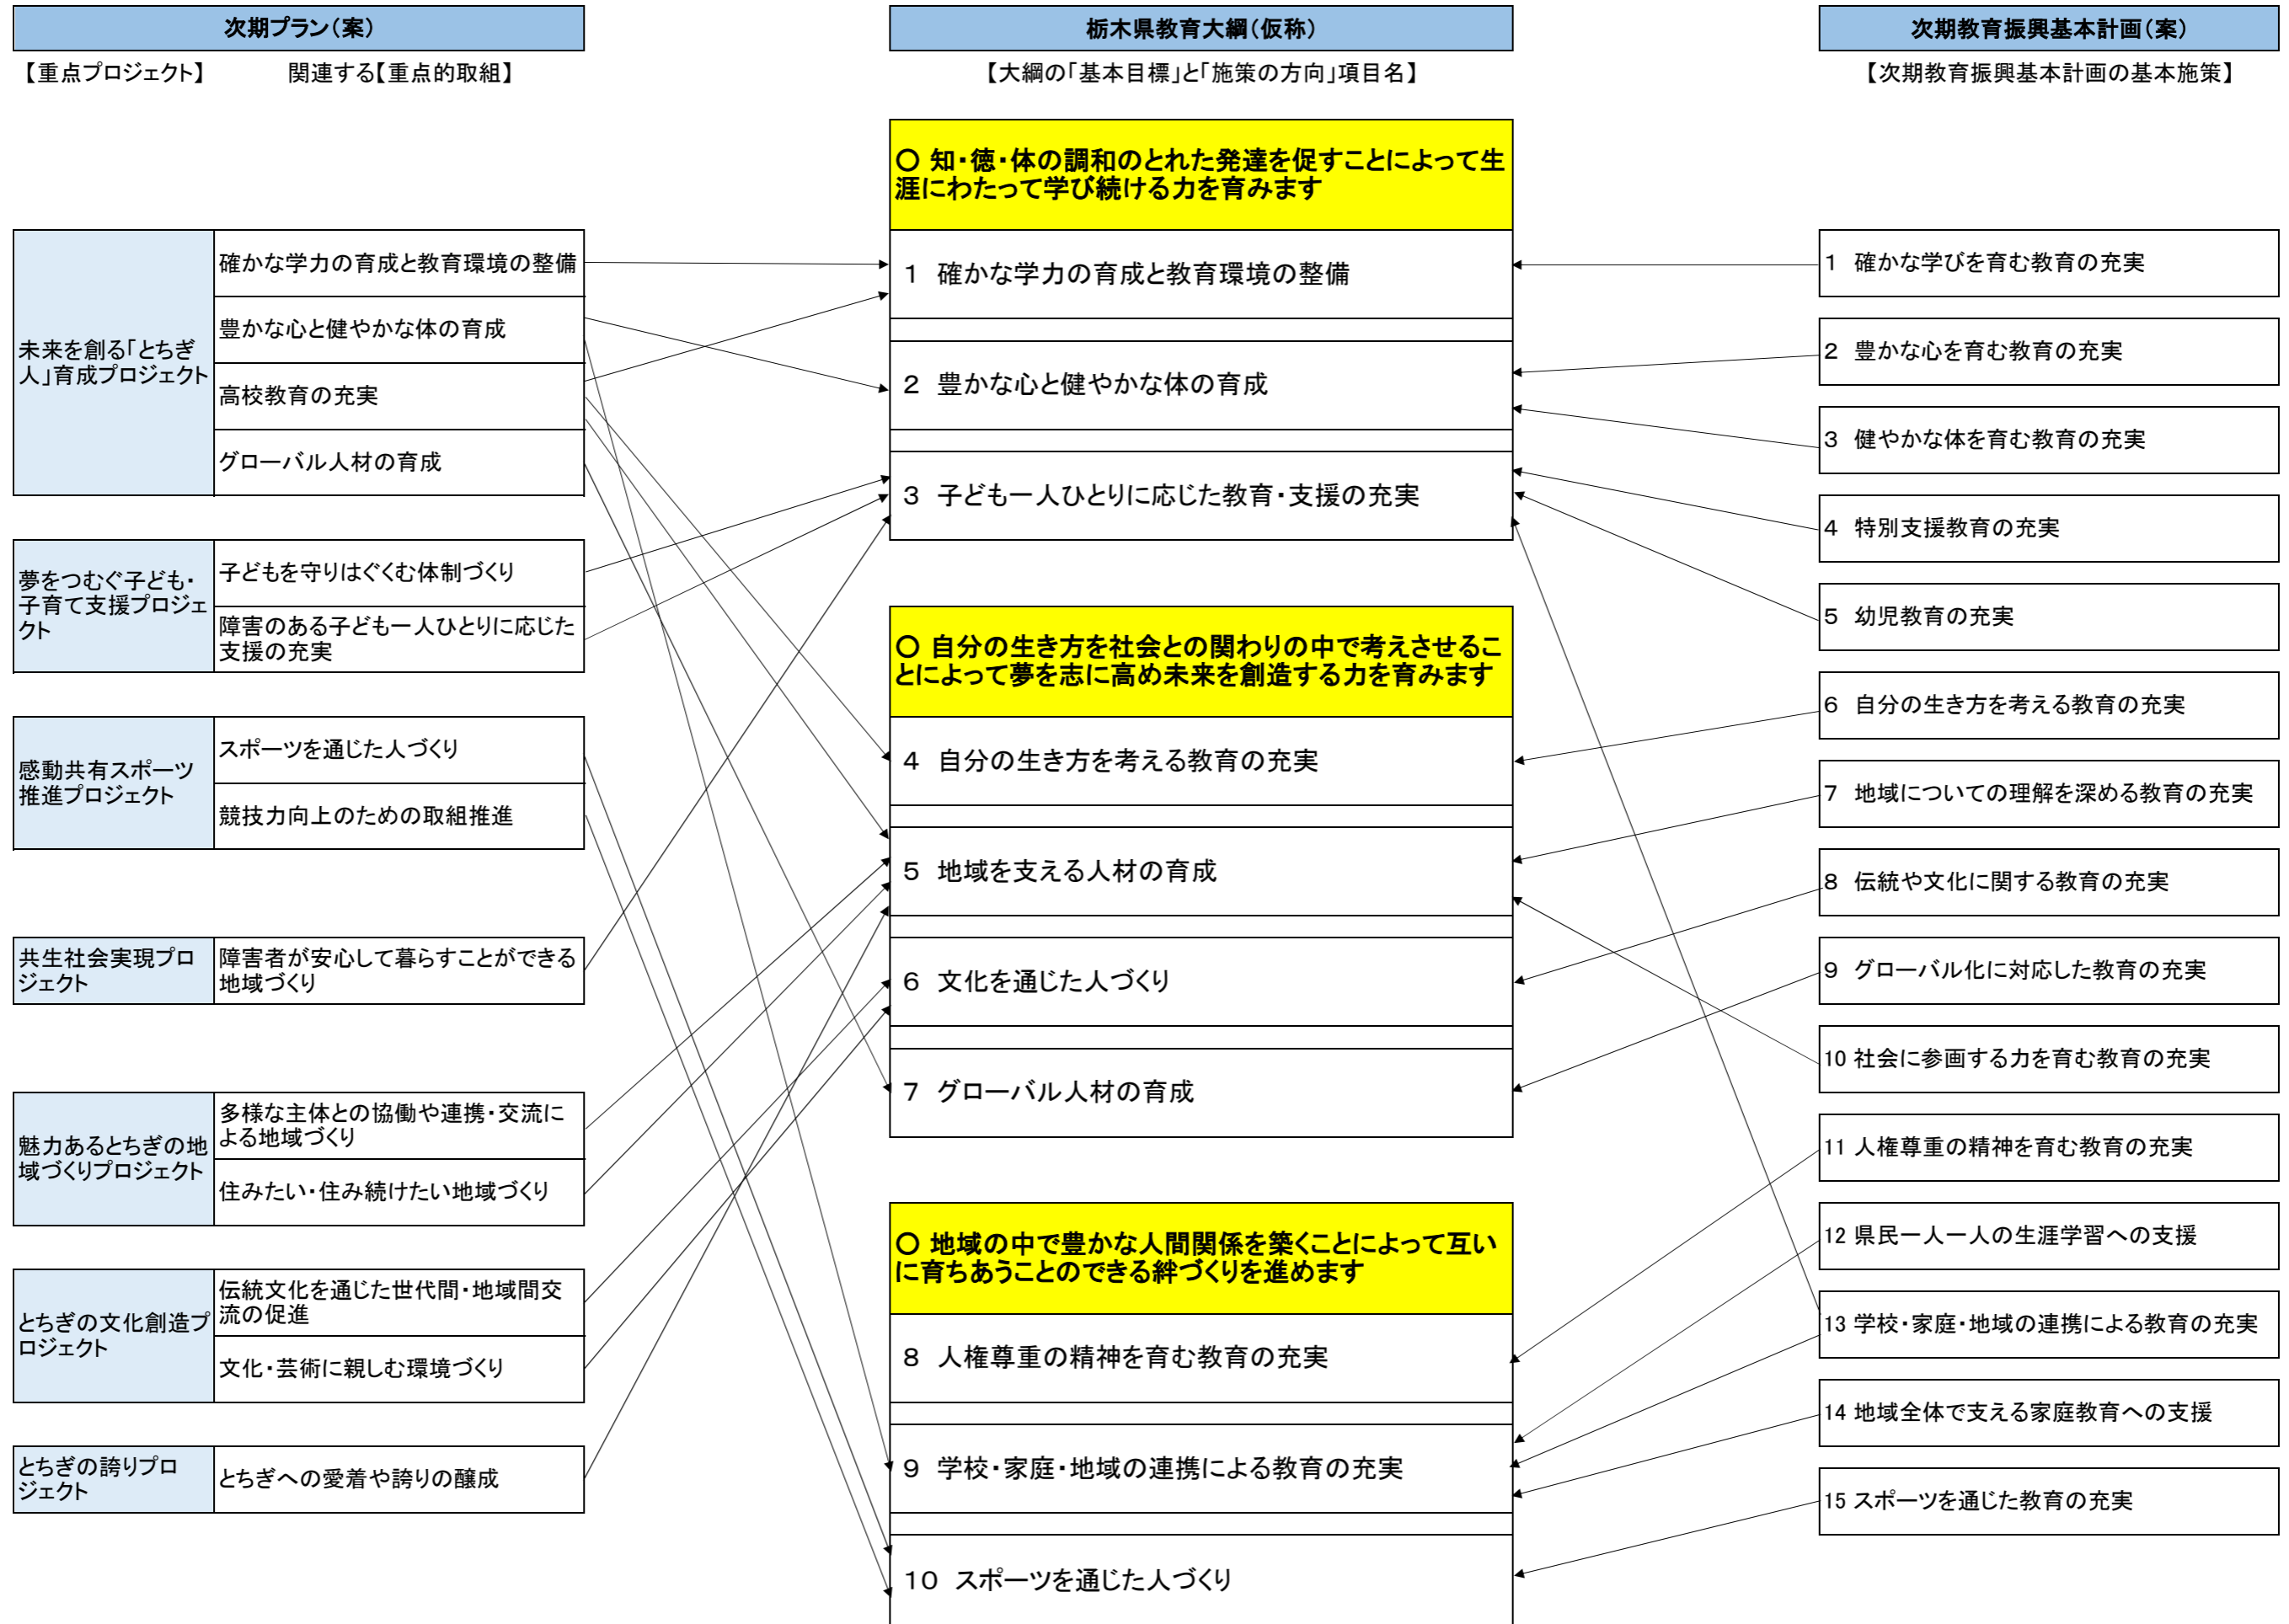 次期プラン(案)
【重点プロジェクト】 関連する【重点的取組】
未来を創る「とちぎ
人」育成プロジェクト
確かな学力の育成と教育環境の整備
豊かな心と健やかな体の育成
高校教育の充実
グローバル人材の育成
夢をつむぐ子ども・
子育て支援プロジェ
クト
子どもを守りはぐくむ体制づくり
障害のある子ども一人ひとりに応じた
支援の充実
感動共有スポーツ
推進プロジェクト
スポーツを通じた人づくり
競技力向上のための取組推進
共生社会実現プロ
ジェクト
障害者が安心して暮らすことができる
地域づくり
魅力あるとちぎの地
域づくりプロジェクト
多様な主体との協働や連携・交流に
よる地域づくり
住みたい・住み続けたい地域づくり
とちぎの文化創造プ
ロジェクト
伝統文化を通じた世代間・地域間交
流の促進
文化・芸術に親しむ環境づくり
とちぎの誇りプロ
ジェクト
とちぎへの愛着や誇りの醸成
栃木県教育大綱(仮称)
【大綱の「基本目標」と「施策の方向」項目名】
○ 知・徳・体の調和のとれた発達を促すことによって生
涯にわたって学び続ける力を育みます
1 確かな学力の育成と教育環境の整備
2 豊かな心と健やかな体の育成
3 子ども一人ひとりに応じた教育・支援の充実
○ 自分の生き方を社会との関わりの中で考えさせるこ
とによって夢を志に高め未来を創造する力を育みます
4 自分の生き方を考える教育の充実
5 地域を支える人材の育成
6 文化を通じた人づくり
7 グローバル人材の育成
○ 地域の中で豊かな人間関係を築くことによって互い
に育ちあうことのできる絆づくりを進めます
8 人権尊重の精神を育む教育の充実
9 学校・家庭・地域の連携による教育の充実
10 スポーツを通じた人づくり
次期教育振興基本計画(案)
【次期教育振興基本計画の基本施策】
1 確かな学びを育む教育の充実
2 豊かな心を育む教育の充実
3 健やかな体を育む教育の充実
4 特別支援教育の充実
5 幼児教育の充実
6 自分の生き方を考える教育の充実
7 地域についての理解を深める教育の充実
8 伝統や文化に関する教育の充実
9 グローバル化に対応した教育の充実
10 社会に参画する力を育む教育の充実
11 人権尊重の精神を育む教育の充実
12 県民一人一人の生涯学習への支援
13 学校・家庭・地域の連携による教育の充実
14 地域全体で支える家庭教育への支援
15 スポーツを通じた教育の充実